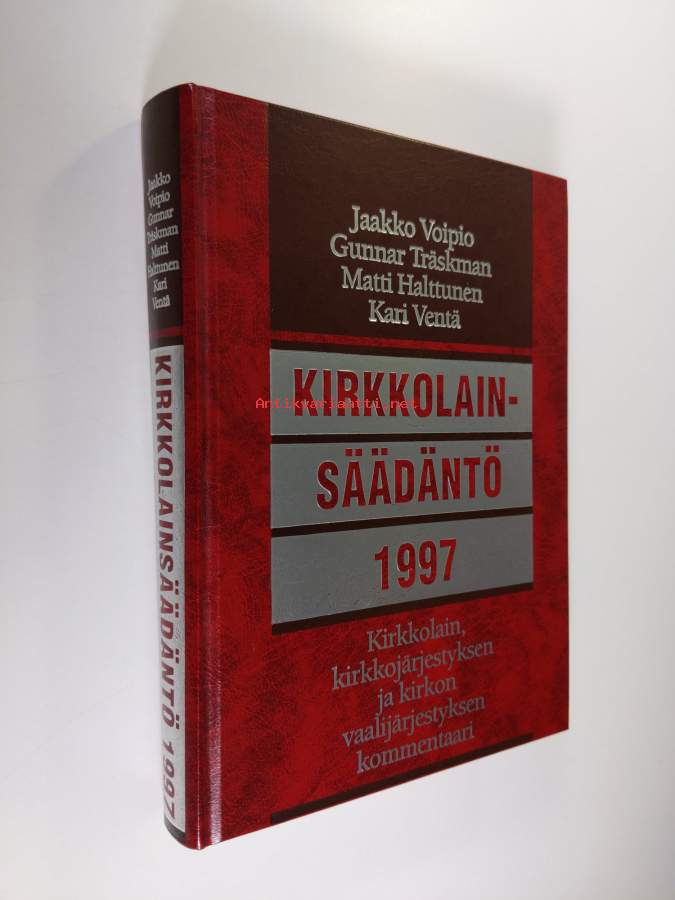 Jaakko
Voipio
Gunnar
Träskman
Matti
Halttunen
Kari
Ventä
KIRKKOLAINSÄÄDÄNTÖ 1997
Jaakko Voipio
Gunnar Träskman
Matti Halttunen
Kari Ventä
KIRKKOLAIN-
Antikvariaatti.net
SÄÄDÄNTÖ
1997
Kirkkolain,
kirkkojärjestyksen
ja kirkon
vaalijärjestyksen
kommentaari